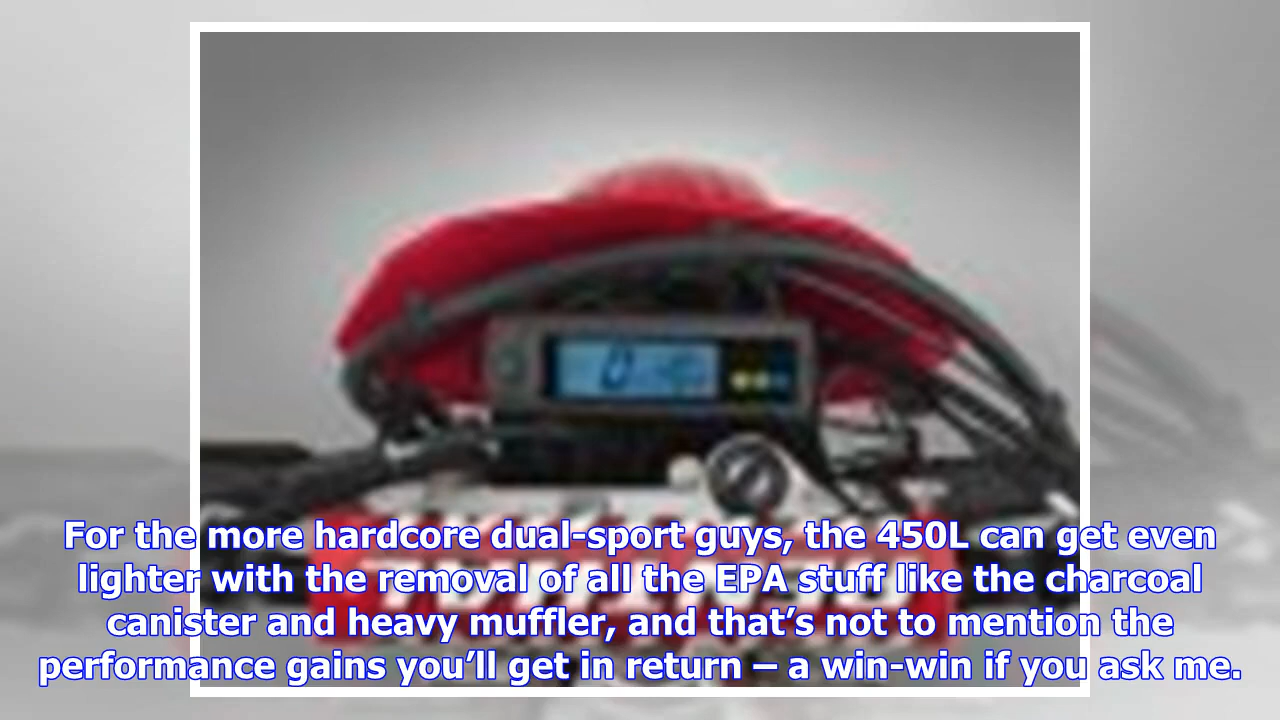 0
For the more hardcore dual-sport guys, the 450L can get even
lighter with the removal of all the EPA stuff like the charcoal
canister and heavy muffler, and that’s not to mention the
performance gains you’ll get in return – a win-win if you ask me.